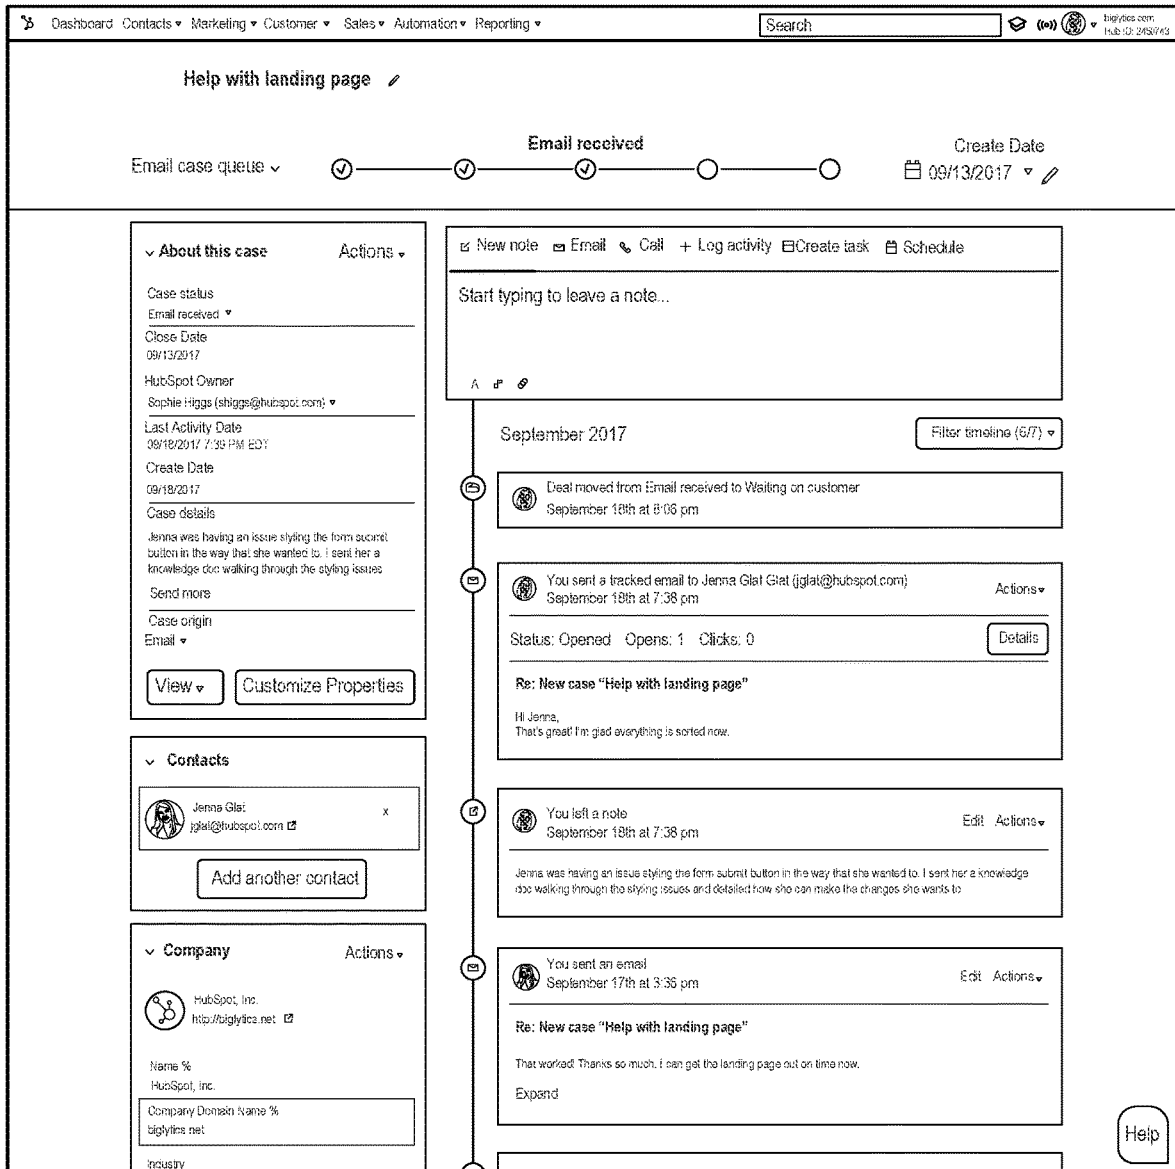 Dashboard Contacts Marketing Customer Sales Automation Reporting Search biglytics.com
Hub ID: 2450743
Help with landing page
Email received
Email case queue
Create Date
09/13/2017
About this case Actions
Case status
Email received
Close Date
09/13/2017
HubSpot Owner
Sophie Higgs (shiggs@hubspot.com)
Last Activity Date
09/18/2017 7:39 PM EDT
Create Date
09/18/2017
Case details
Jenna was having an issue styling the form submit
button in the way that she wanted to. I sent her a
knowledge doc walking through the styling issues
Send more
Case origin
Email
View Customize Properties
Contacts
Jenna Glat x
jglat@hubspot.com
Add another contact
Company Actions
HubSpot, Inc.
http://biglytics.net
Name %
HubSpot, Inc.
Company Domain Name %
biglytics.net
Industry
New note Email Call + Log activity Create task Schedule
Start typing to leave a note...
A
September 2017 Filter timeline (6/7)
Deal moved from Email received to Waiting on customer
September 18th at 8:06 pm
You sent a tracked email to Jenna Glat Glat (jglat@hubspot.com)
September 18th at 7:38 pm
Actions
Status: Opened Opens: 1 Clicks: 0 Details
Re: New case "Help with landing page"
Hi Jenna,
That's great! I'm glad everything is sorted now.
You left a note
September 18th at 7:38 pm
Edit Actions
Jenna was having an issue styling the form submit button in the way that she wanted to. I sent her a knowledge
doc walking through the styling issues and detailed how she can make the changes she wants to
You sent an email
September 17th at 3:36 pm
Edit Actions
Re: New case "Help with landing page"
That worked! Thanks so much. I can get the landing page out on time now.
Expand
Help